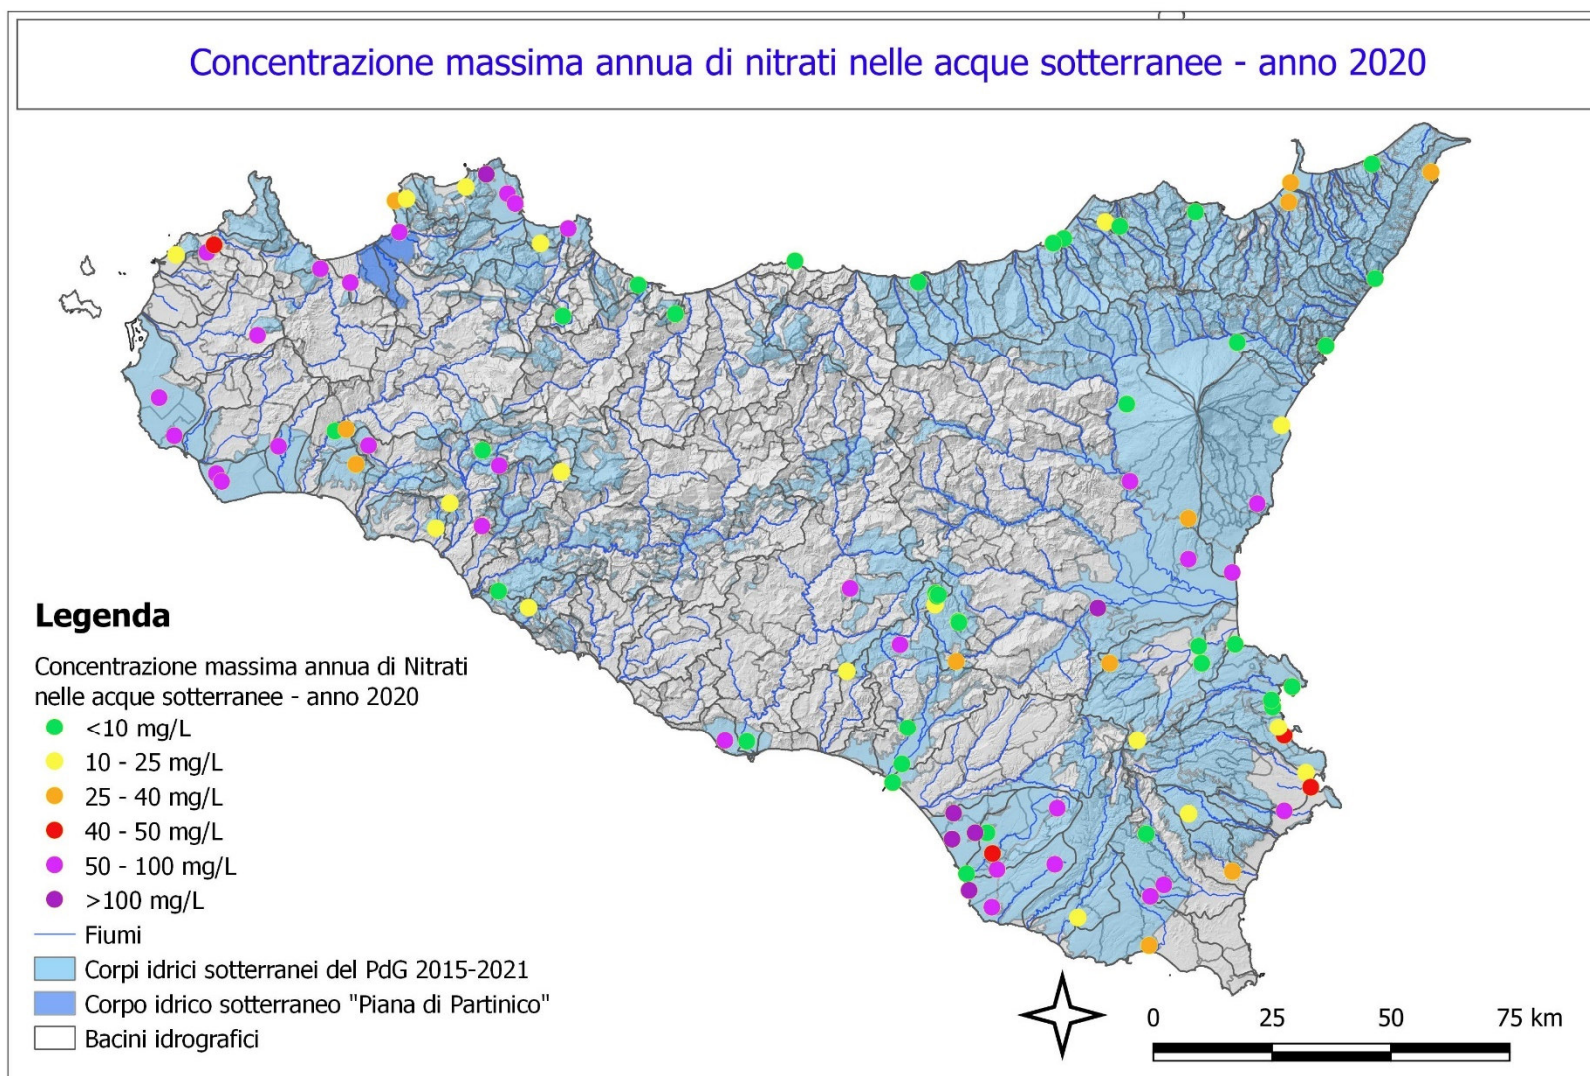 Concentrazione massima annua di nitrati nelle acque sotterranee - anno 2020
Legenda
Concentrazione massima annua di Nitrati
nelle acque sotterranee - anno 2020
<10 mg/L
10 - 25 mg/L
25 - 40 mg/L
40 - 50 mg/L
50 - 100 mg/L
>100 mg/L
Fiumi
Corpi idrici sotterranei del PdG 2015-2021
Corpo idrico sotterraneo "Piana di Partinico"
Bacini idrografici
0 25 50 75 km